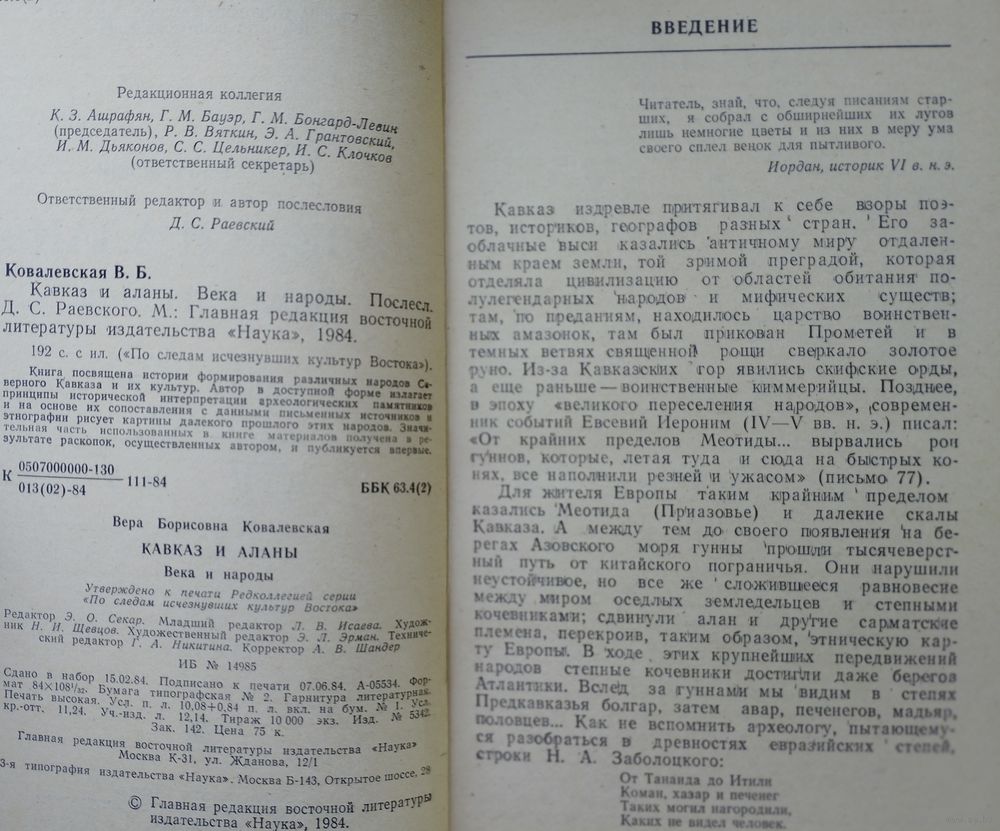 Редакционная коллегия
К. З. Ашрафян, Г. М. Бауэр, Г. М. Бонгард-Левин
(председатель), Р. В. Вяткин, Э. А. Грантовский,
И. М. Дьяконов, С. С. Цельникер, И. С. Клочков
(ответственный секретарь)
Ответственный редактор и автор послесловия
Д. С. Раевский
Ковалевская В. Б.
Кавказ и аланы. Века и народы. Послесл.
Д. С. Раевского. М.: Главная редакция восточной
литературы издательства «Наука», 1984.
192 с. с ил. («По следам исчезнувших культур Востока»).
Книга посвящена истории формирования различных народов Се-
верного Кавказа и их культур. Автор в доступной форме излагает
принципы исторической интерпретации археологических памятников
и на основе их сопоставления с данными письменных источников и
этнографии рисует картины далекого прошлого этих народов. Значи-
тельная часть использованных в книге материалов получена в ре-
зультате раскопок, осуществленных автором, и публикуется впервые.
К 0507000000-130
013(02)-84 111-84
ББК 63.4(2)
Вера Борисовна Ковалевская
КАВКАЗ И АЛАНЫ
Века и народы
Утверждено к печати Редколлегией серии
«По следам исчезнувших культур Востока»
Редактор Э. О. Секар. Младший редактор Л. В. Исаева. Худож-
ник Н. И. Шевцов. Художественный редактор Э. Л. Эрман. Техниче-
ский редактор Г. А. Никитина. Корректор А. В. Шандер
ИБ № 14985
Сдано в набор 15.02.84. Подписано к печати 07.06.84. А-05534. Фор-
мат 84×108¹/₃₂. Бумага типографская № 2. Гарнитура литературная.
Печать высокая. Усл. п. л. 10,08+0,84 п. л. вкл. на бум. № 1. Усл.
кр.-отт. 11,24. Уч.-изд. л. 12,14. Тираж 10 000 экз. Изд. № 5342.
Зак. 142. Цена 75 к.
Главная редакция восточной литературы издательства «Наука»
Москва К-31, ул. Жданова, 12/1
3-я типография издательства «Наука». Москва Б-143, Открытое шоссе, 28
© Главная редакция восточной литературы
издательства «Наука», 1984.
ВВЕДЕНИЕ
Читатель, знай, что, следуя писаниям стар-
ших, я собрал с обширнейших их лугов
лишь немногие цветы и из них в меру ума
своего сплел венок для пытливого.
Иордан, историк VI в. н. э.
Кавказ издревле притягивал к себе взоры поэ-
тов, историков, географов разных стран. Его за-
облачные выси казались античному миру отдален-
ным краем земли, той зримой преградой, которая
отделяла цивилизацию от областей обитания по-
лулегендарных народов и мифических существ;
там, по преданиям, находилось царство воинствен-
ных амазонок, там был прикован Прометей и в
темных ветвях священной рощи сверкало золотое
руно. Из-за Кавказских гор явились скифские орды,
а еще раньше — воинственные киммерийцы. Позднее,
в эпоху «великого переселения народов», современ-
ник событий Евсевий Иероним (IV—V вв. н. э.) писал:
«От крайних пределов Меотиды... вырвались рои
гуннов, которые, летая туда и сюда на быстрых ко-
нях, все наполнили резней и ужасом» (письмо 77).
Для жителя Европы таким крайним пределом
казались Меотида (Приазовье) и далекие скалы
Кавказа. А между тем до своего появления на бе-
регах Азовского моря гунны прошли тысячеверст-
ный путь от китайского пограничья. Они нарушили
неустойчивое, но все же сложившееся равновесие
между миром оседлых земледельцев и степными
кочевниками; сдвинули алан и другие сарматские
племена, перекроив, таким образом, этническую кар-
ту Европы. В ходе этих крупнейших передвижений
народов степные кочевники достигли даже берегов
Атлантики. Вслед за гуннами мы видим в степях
Предкавказья болгар, затем авар, печенегов, мадьяр,
половцев... Как не вспомнить археологу, пытающему-
ся разобраться в древностях евразийских степей,
строки Н. А. Заболоцкого:
От Танаида до Итили
Коман, хазар и печенег
Таких могил нагородили,
Каких не видел человек.